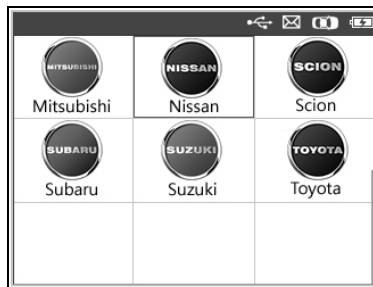 MITSUBISHI NISSAN SCION
Mitsubishi Nissan Scion
SUBARU SUZUKI TOYOTA
Subaru Suzuki Toyota